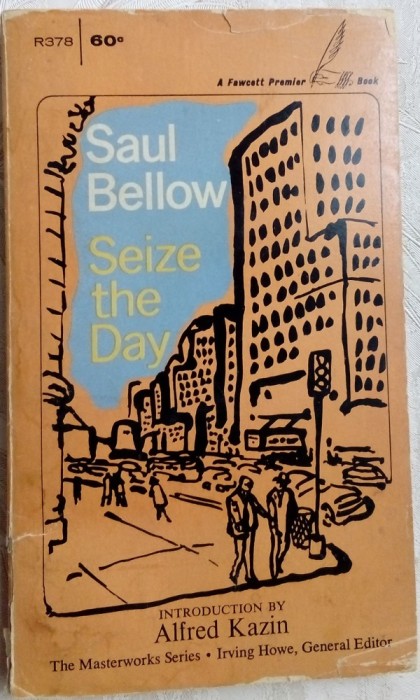 R378 60¢
A Fawcett Premier Book
Saul
Bellow
Seize
the
Day
INTRODUCTION BY
Alfred Kazin
The Masterworks Series • Irving Howe, General Editor